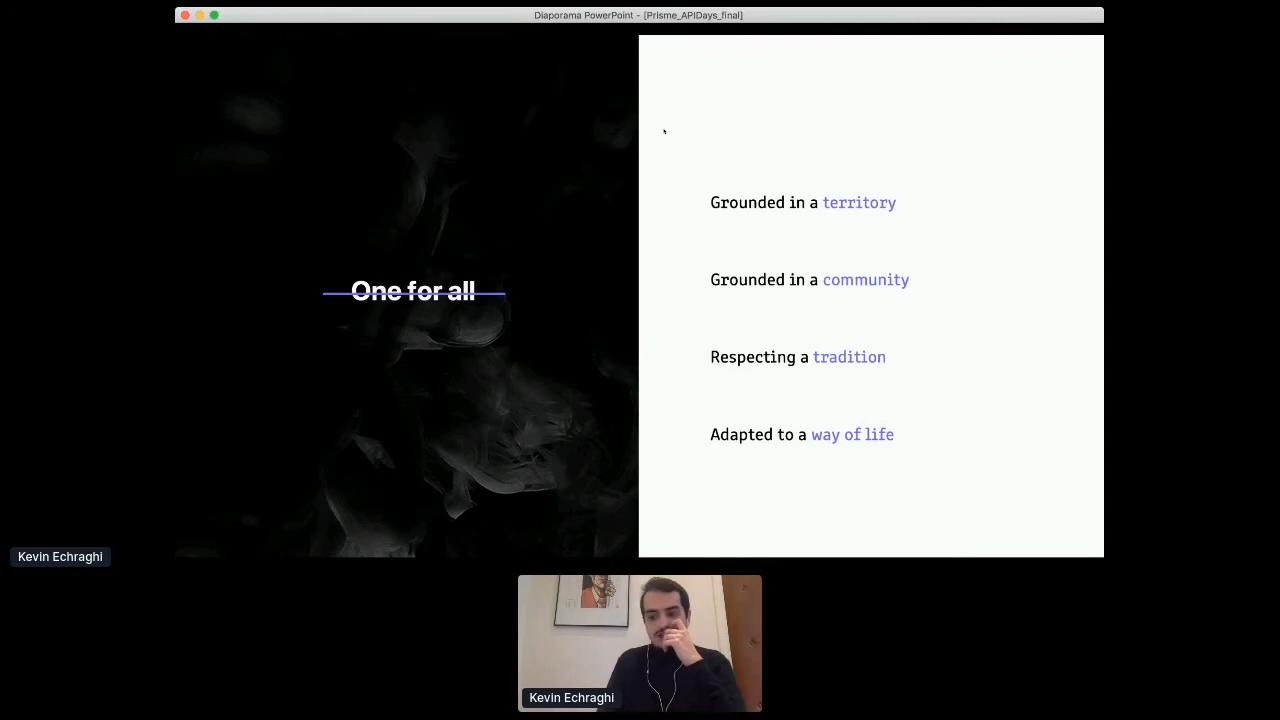 Diaporama PowerPoint - [Prisme_APIDays_final]
One for all
Grounded in a territory
Grounded in a community
Respecting a tradition
Adapted to a way of life
Kevin Echraghi
Kevin Echraghi